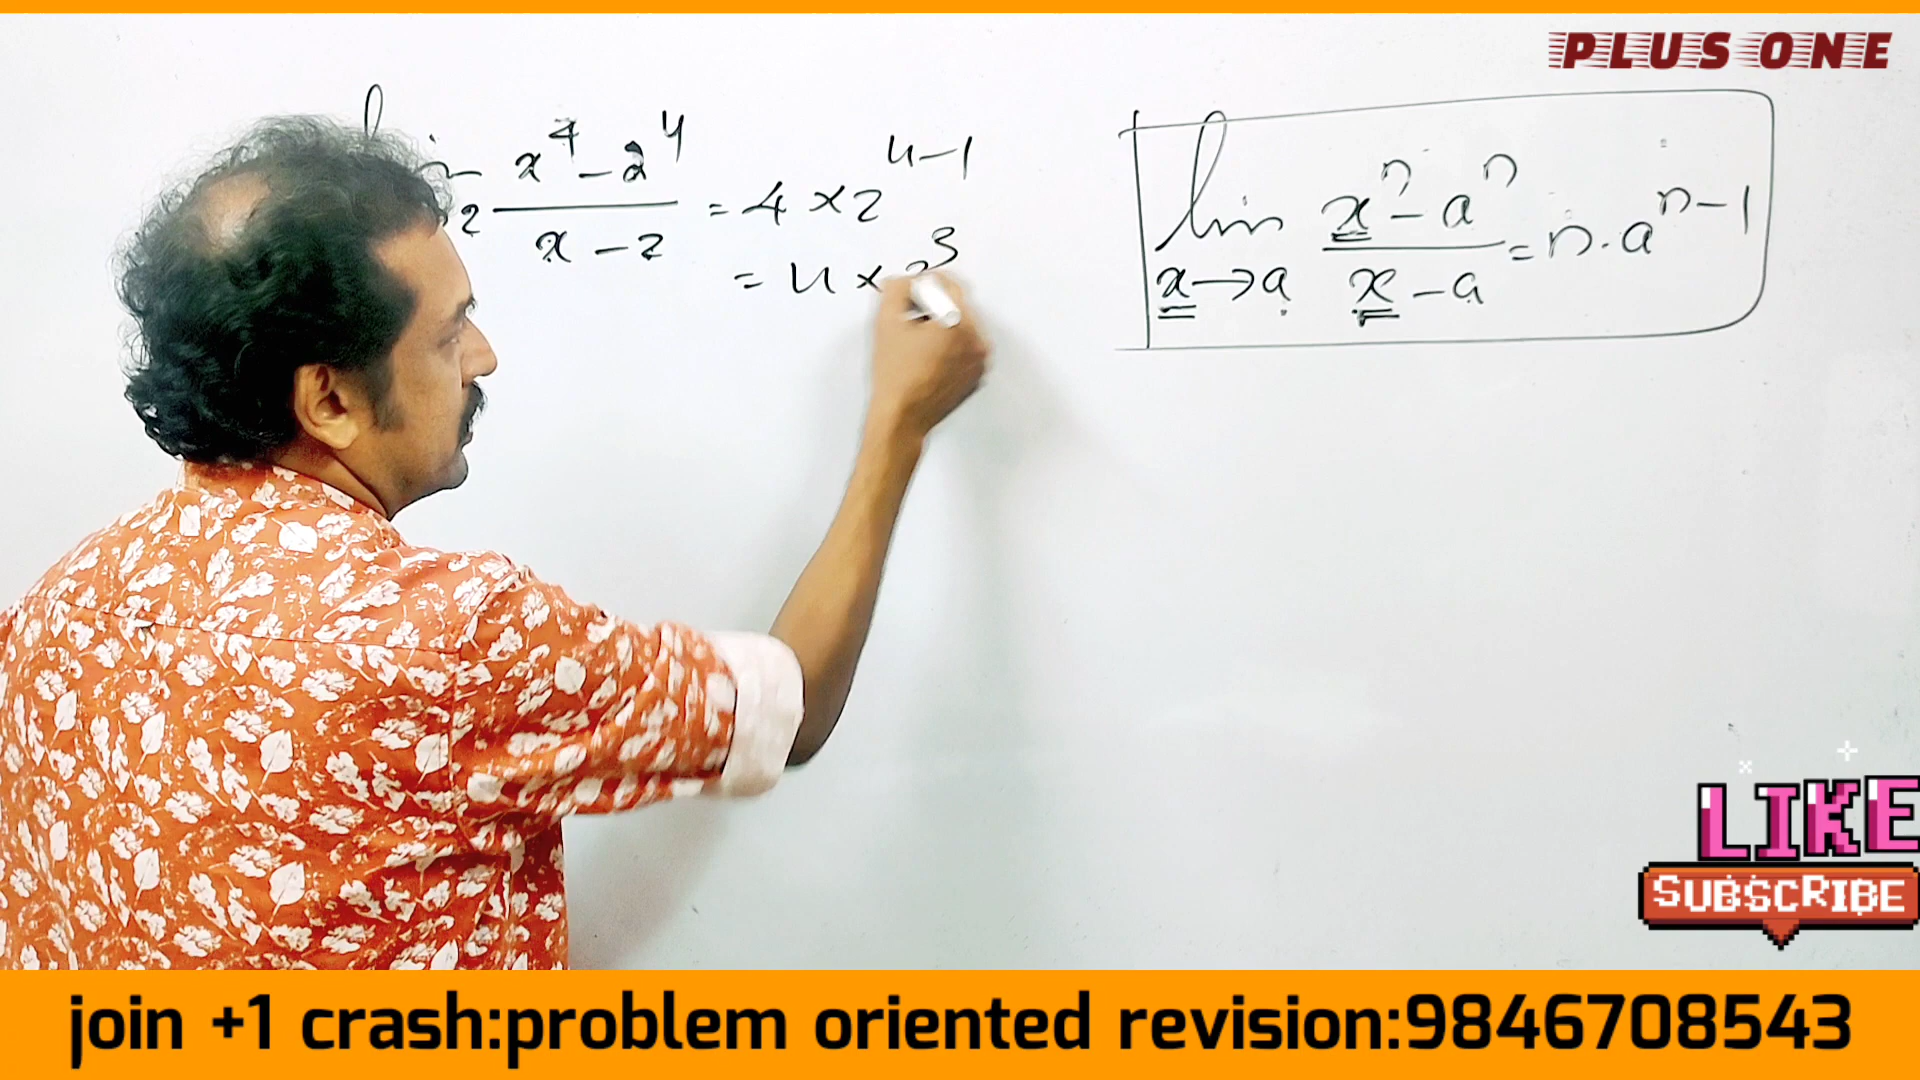 PLUS ONE
x⁴ - 2⁴
2 x - 2 = 4 × 2⁴⁻¹
= 4 × 2³
lim xⁿ - aⁿ
x→a x - a = n·aⁿ⁻¹
LIKE
SUBSCRIBE
join +1 crash:problem oriented revision:9846708543